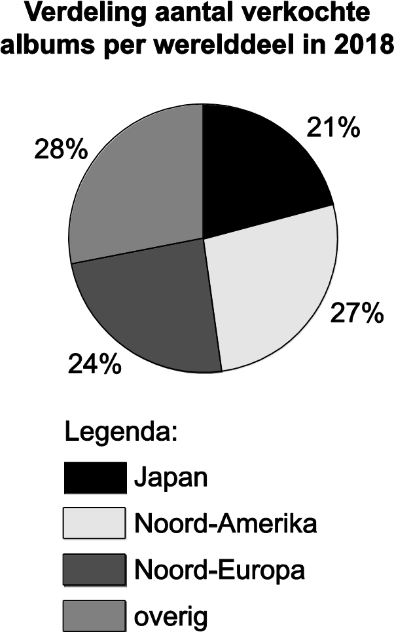 Verdeling aantal verkochte
albums per werelddeel in 2018
21%
28%
27%
24%
Legenda:
Japan
Noord-Amerika
Noord-Europa
overig